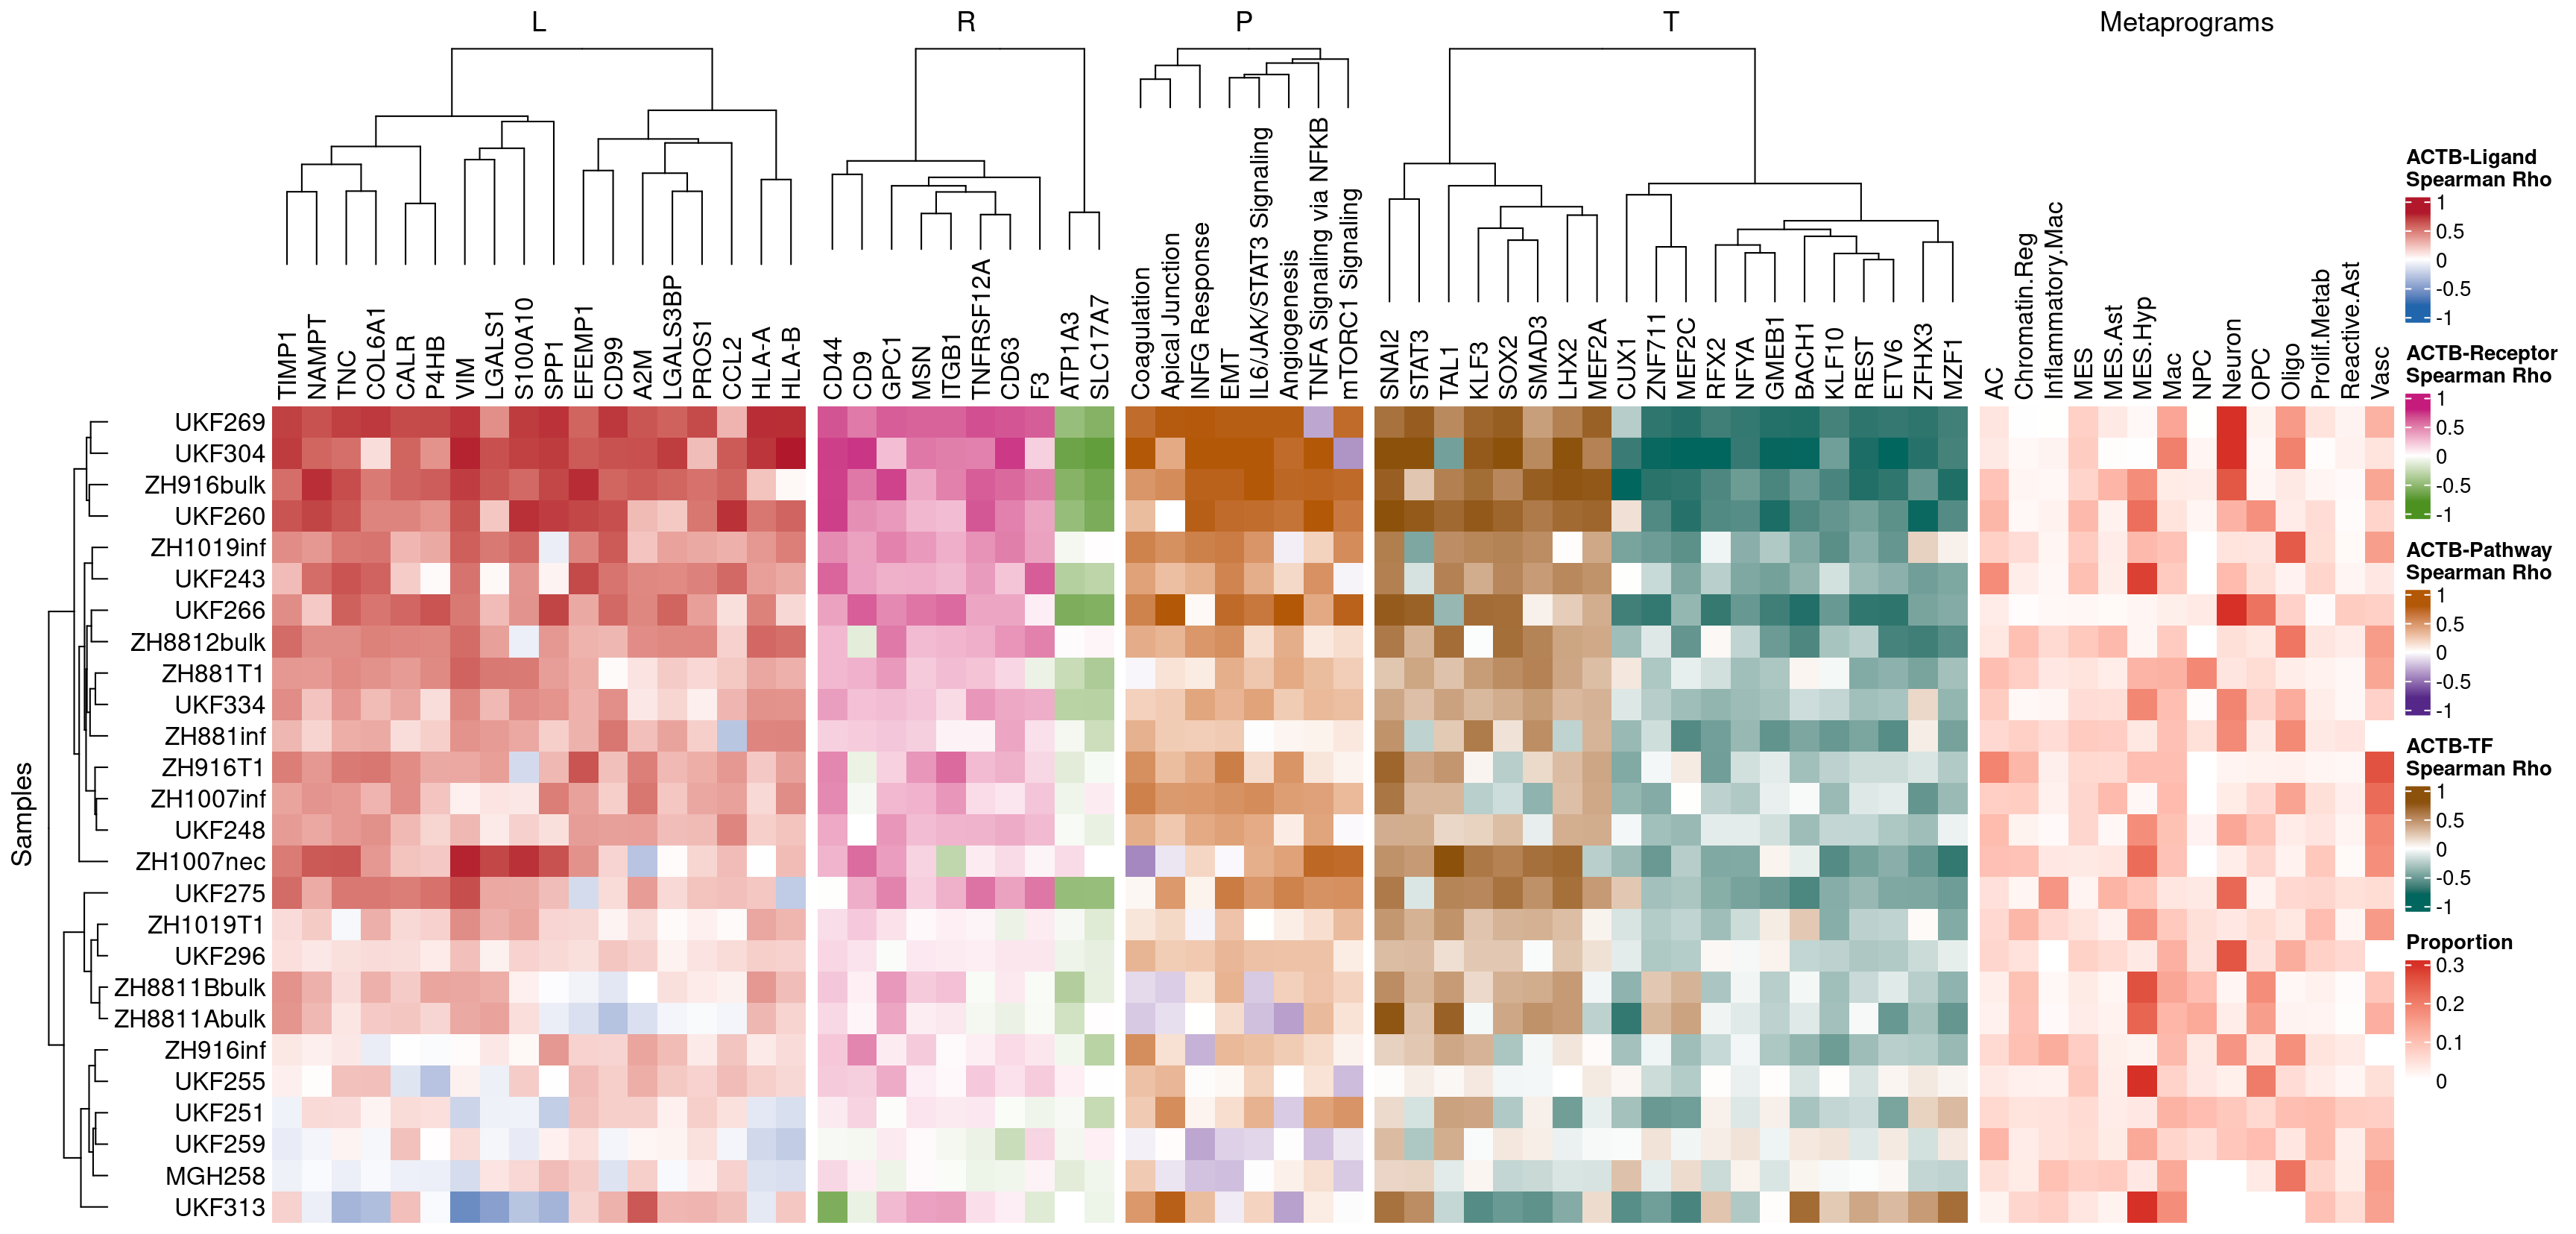 L
R
P
T
Metaprograms
TIMP1
NAMPT
TNC
COL6A1
CALR
P4HB
VIM
LGALS1
S100A10
SPP1
EFEMP1
CD99
A2M
LGALS3BP
PROS1
CCL2
HLA-A
HLA-B
CD44
CD9
GPC1
MSN
ITGB1
TNFRSF12A
CD63
F3
ATP1A3
SLC17A7
Coagulation
Apical Junction
INFG Response
EMT
IL6/JAK/STAT3 Signaling
Angiogenesis
TNFA Signaling via NFKB
mTORC1 Signaling
SNAI2
STAT3
TAL1
KLF3
SOX2
SMAD3
LHX2
MEF2A
CUX1
ZNF711
MEF2C
RFX2
NFYA
GMEB1
BACH1
KLF10
REST
ETV6
ZFHX3
MZF1
AC
Chromatin.Reg
Inflammatory.Mac
MES
MES.Ast
MES.Hyp
Mac
NPC
Neuron
OPC
Oligo
Prolif.Metab
Reactive.Ast
Vasc
Samples
UKF269
UKF304
ZH916bulk
UKF260
ZH1019inf
UKF243
UKF266
ZH8812bulk
ZH881T1
UKF334
ZH881inf
ZH916T1
ZH1007inf
UKF248
ZH1007nec
UKF275
ZH1019T1
UKF296
ZH8811Bbulk
ZH8811Abulk
ZH916inf
UKF255
UKF251
UKF259
MGH258
UKF313
ACTB-Ligand
Spearman Rho
1
0.5
0
-0.5
-1
ACTB-Receptor
Spearman Rho
1
0.5
0
-0.5
-1
ACTB-Pathway
Spearman Rho
1
0.5
0
-0.5
-1
ACTB-TF
Spearman Rho
1
0.5
0
-0.5
-1
Proportion
0.3
0.2
0.1
0